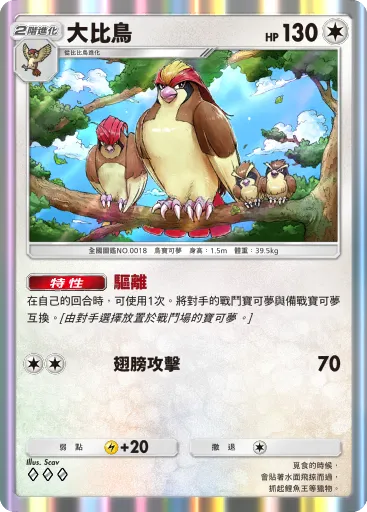 2階進化
大比鳥
HP 130
從比比鳥進化
全國圖鑑NO.0018 鳥寶可夢 身高：1.5m 體重：39.5kg
特性 驅離
在自己的回合時，可使用1次。將對手的戰鬥寶可夢與備戰寶可夢
互換。[由對手選擇放置於戰鬥場的寶可夢。]
翅膀攻擊 70
弱點 +20 撤退
Illus. Scav
覓食的時候，
會貼著水面飛掠而過，
抓起鯉魚王等獵物。